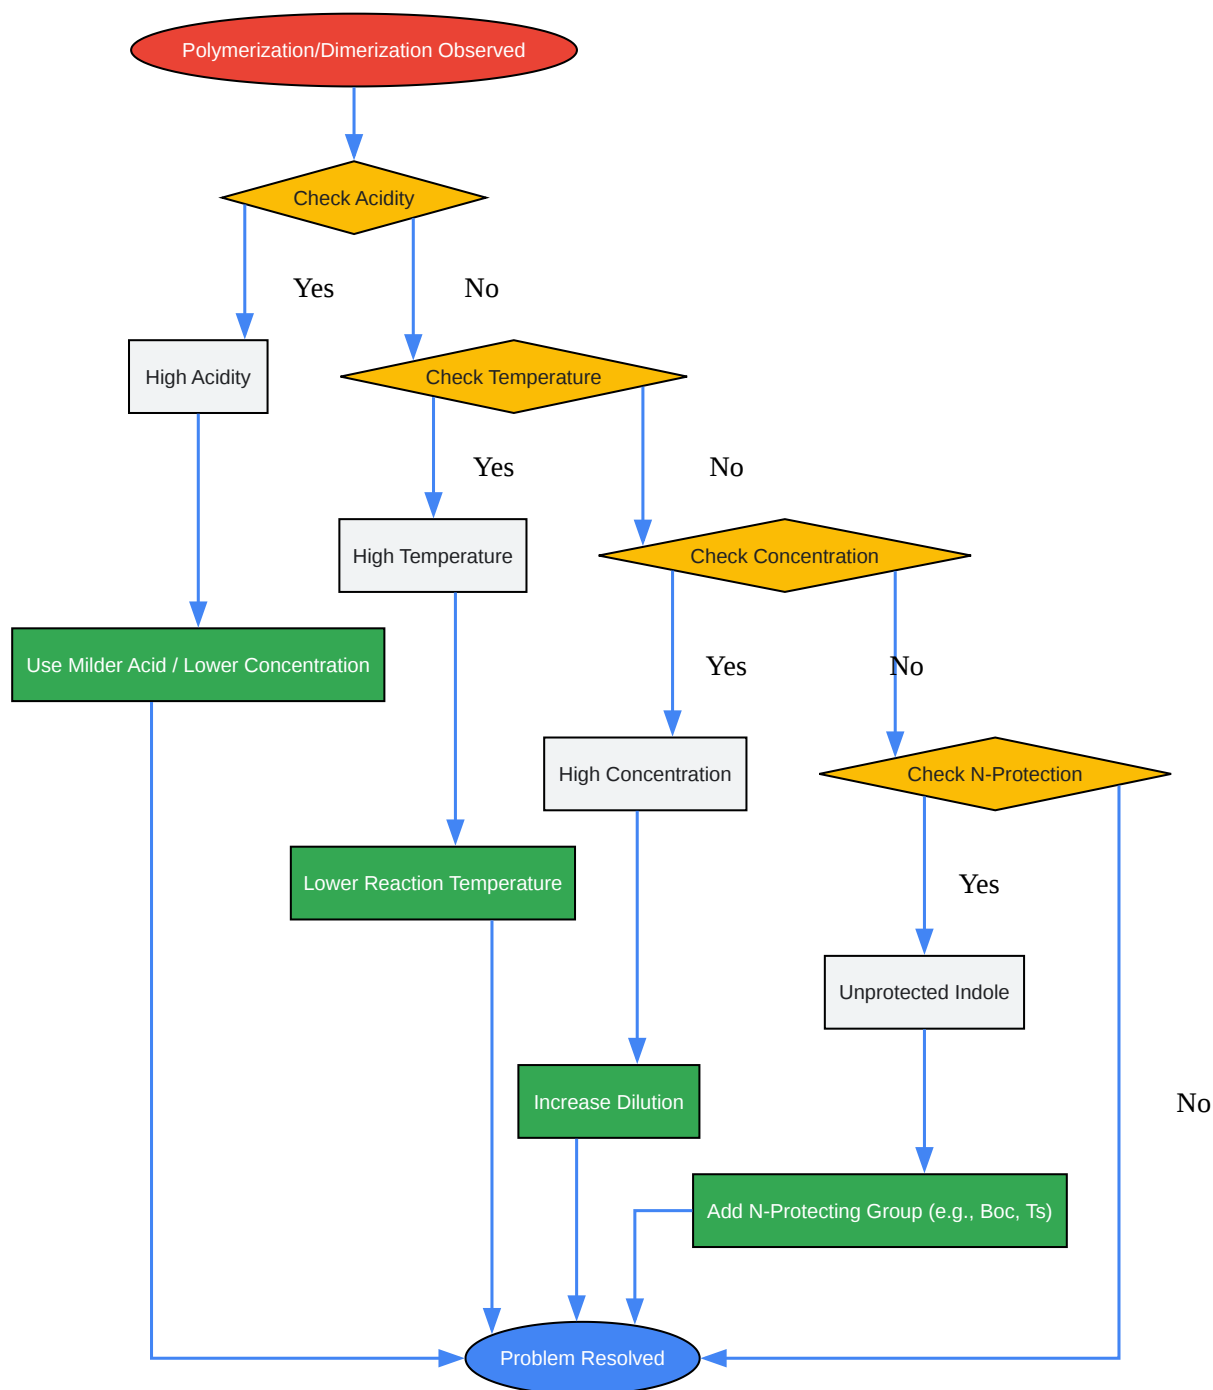 Polymerization/Dimerization Observed
Check Acidity
Yes
No
High Acidity
Check Temperature
Yes
No
High Temperature
Check Concentration
Use Milder Acid / Lower Concentration
Yes
No
High Concentration
Check N-Protection
Lower Reaction Temperature
Yes
Unprotected Indole
Increase Dilution
No
Add N-Protecting Group (e.g., Boc, Ts)
Problem Resolved